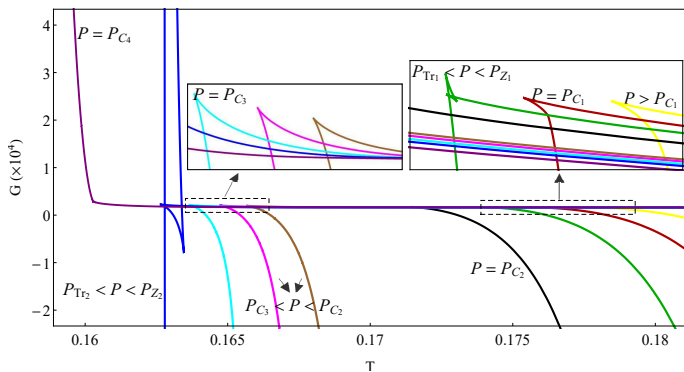 4
3
2
1
0
−1
−2
G (×10⁴)
P = P_{C_4}
P = P_{C_3}
P_{Tr_1} < P < P_{Z_1}
P = P_{C_1}
P > P_{C_1}
P_{Tr_2} < P < P_{Z_2}
P_{C_3} < P < P_{C_2}
P = P_{C_2}
0.16
0.165
0.17
0.175
0.18
T